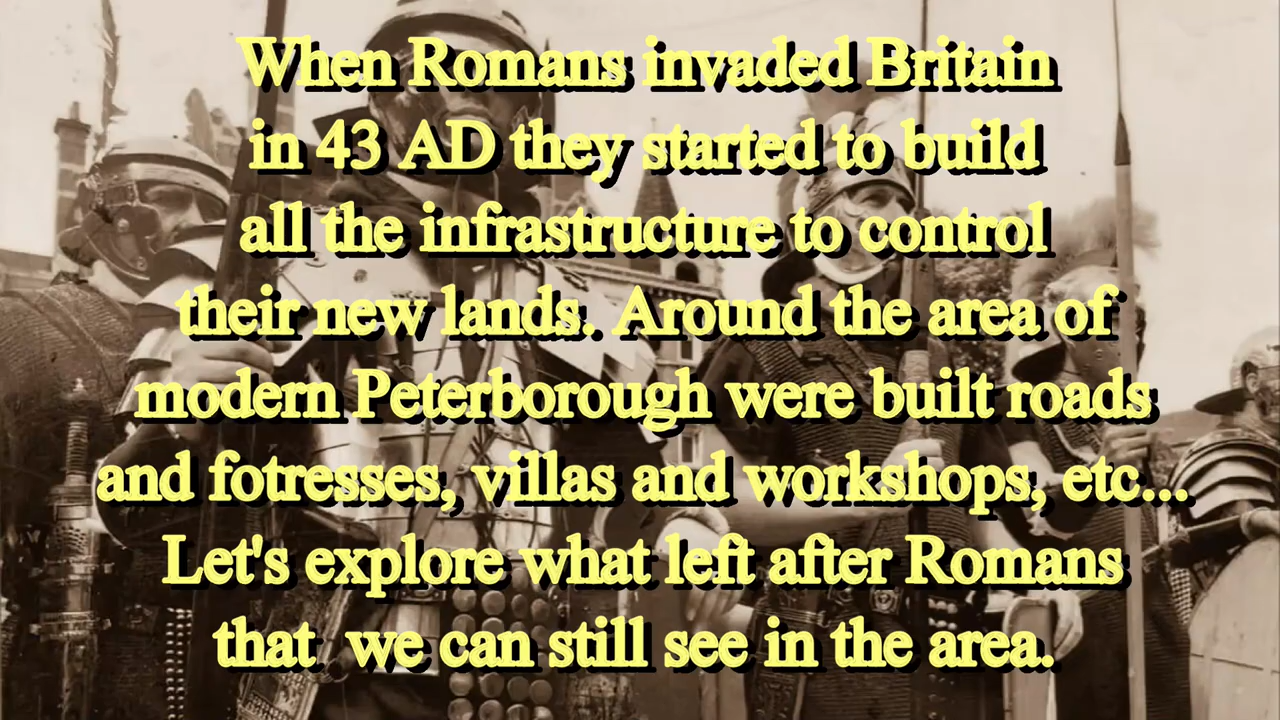 When Romans invaded Britain
in 43 AD they started to build
all the infrastructure to control
their new lands. Around the area of
modern Peterborough were built roads
and fotresses, villas and workshops, etc...
Let's explore what left after Romans
that  we can still see in the area.